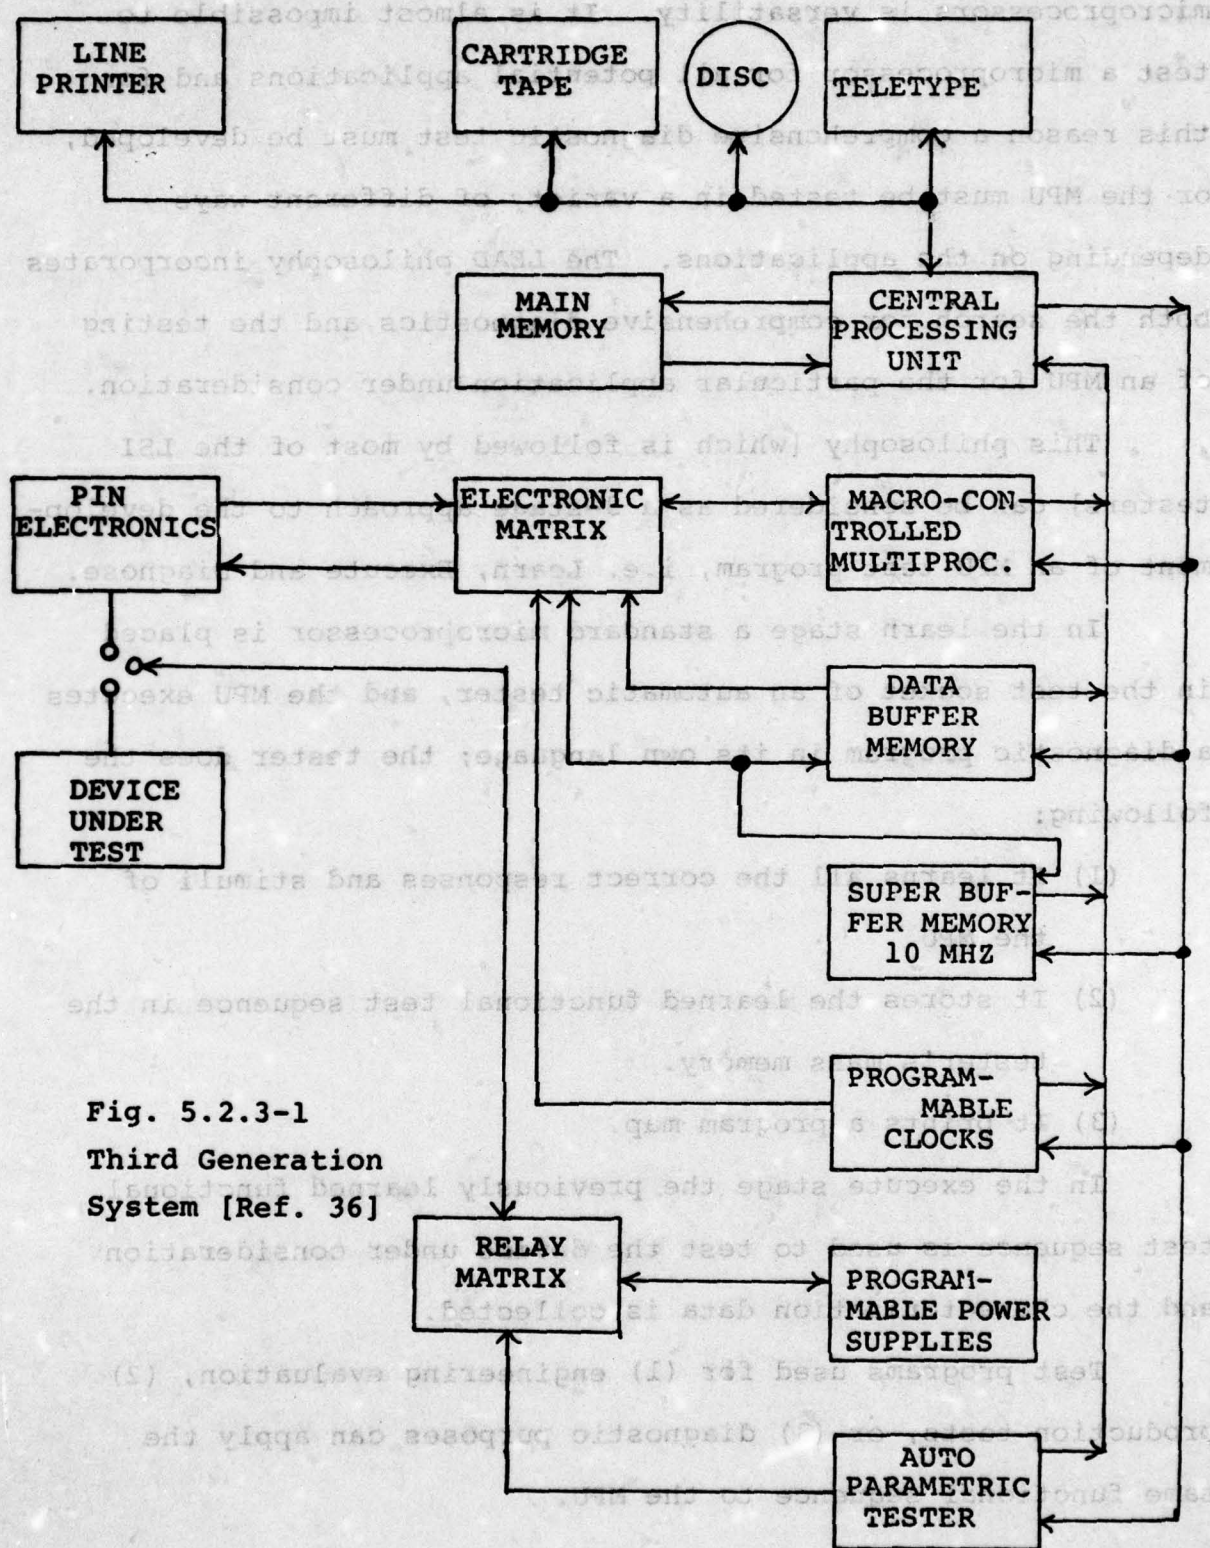 LINE
PRINTER
CARTRIDGE
TAPE
DISC
TELETYPE
MAIN
MEMORY
CENTRAL
PROCESSING
UNIT
PIN
ELECTRONICS
ELECTRONIC
MATRIX
MACRO-CON-
TROLLED
MULTIPROC.
DATA
BUFFER
MEMORY
DEVICE
UNDER
TEST
SUPER BUF-
FER MEMORY
10 MHZ
PROGRAM-
MABLE
CLOCKS
Fig. 5.2.3-1
Third Generation
System [Ref. 36]
RELAY
MATRIX
PROGRAM-
MABLE POWER
SUPPLIES
AUTO
PARAMETRIC
TESTER